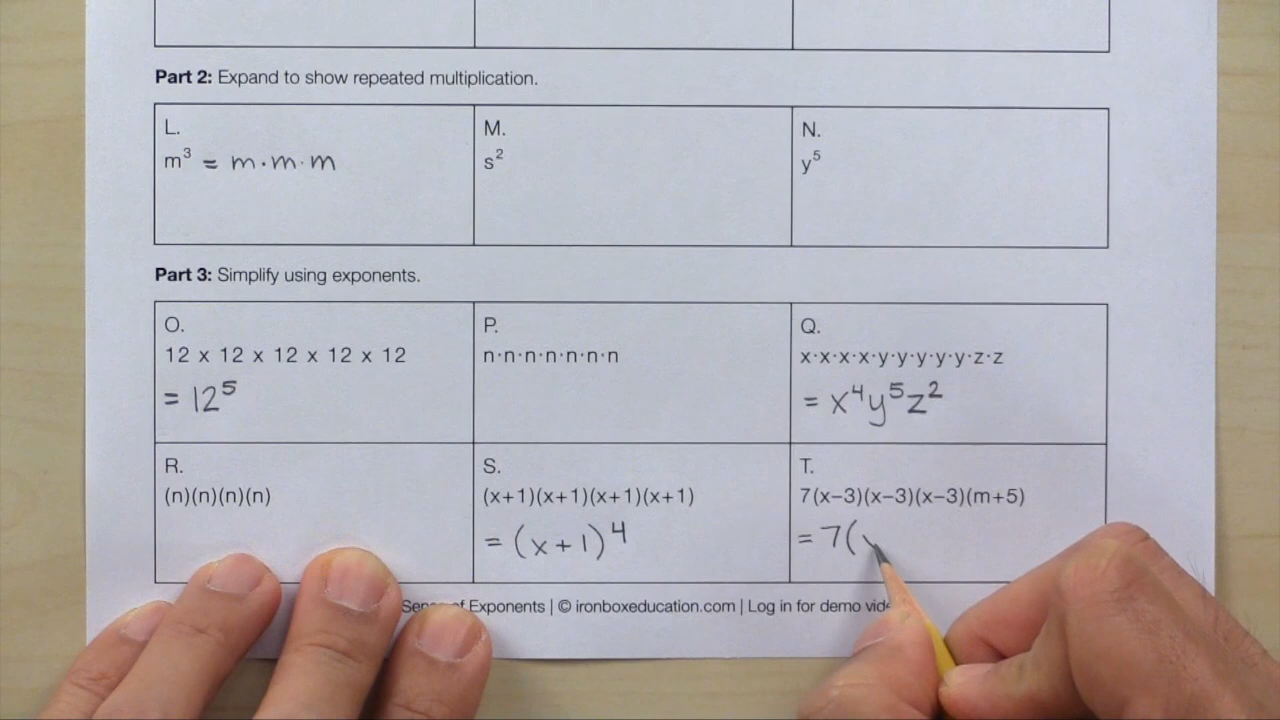 Part 2: Expand to show repeated multiplication.
L.
m³ = m·m·m
M.
s²
N.
y⁵
Part 3: Simplify using exponents.
O.
12 x 12 x 12 x 12 x 12
= 12⁵
P.
n·n·n·n·n·n·n
Q.
x·x·x·x·y·y·y·y·y·z·z
= x⁴y⁵z²
R.
(n)(n)(n)(n)
S.
(x+1)(x+1)(x+1)(x+1)
= (x+1)⁴
T.
7(x−3)(x−3)(x−3)(m+5)
= 7(
of Exponents | © ironboxeducation.com | Log in for demo